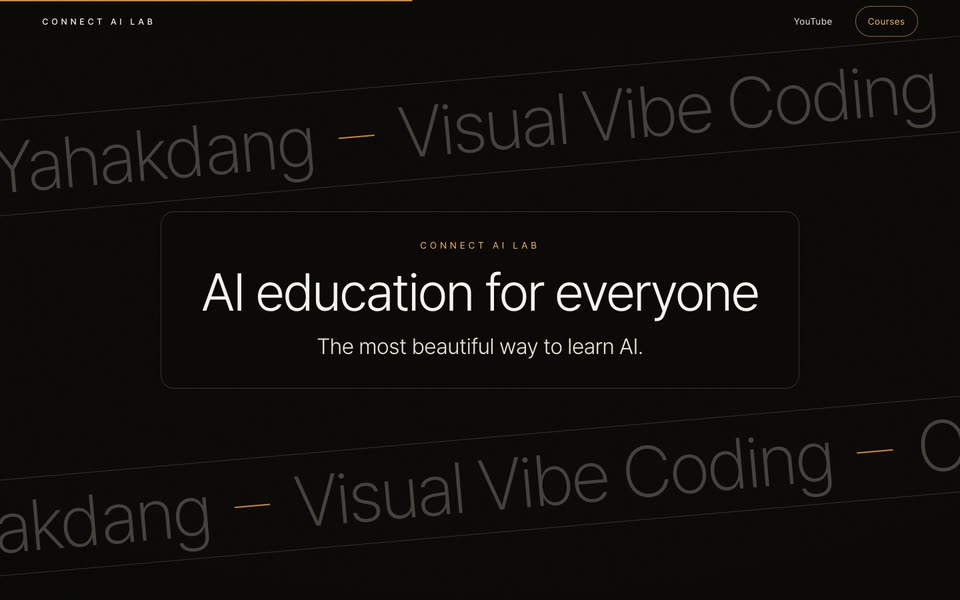 CONNECT AI LAB
YouTube
Courses
Yahakdang — Visual Vibe Coding
CONNECT AI LAB
AI education for everyone
The most beautiful way to learn AI.
akdang — Visual Vibe Coding — C